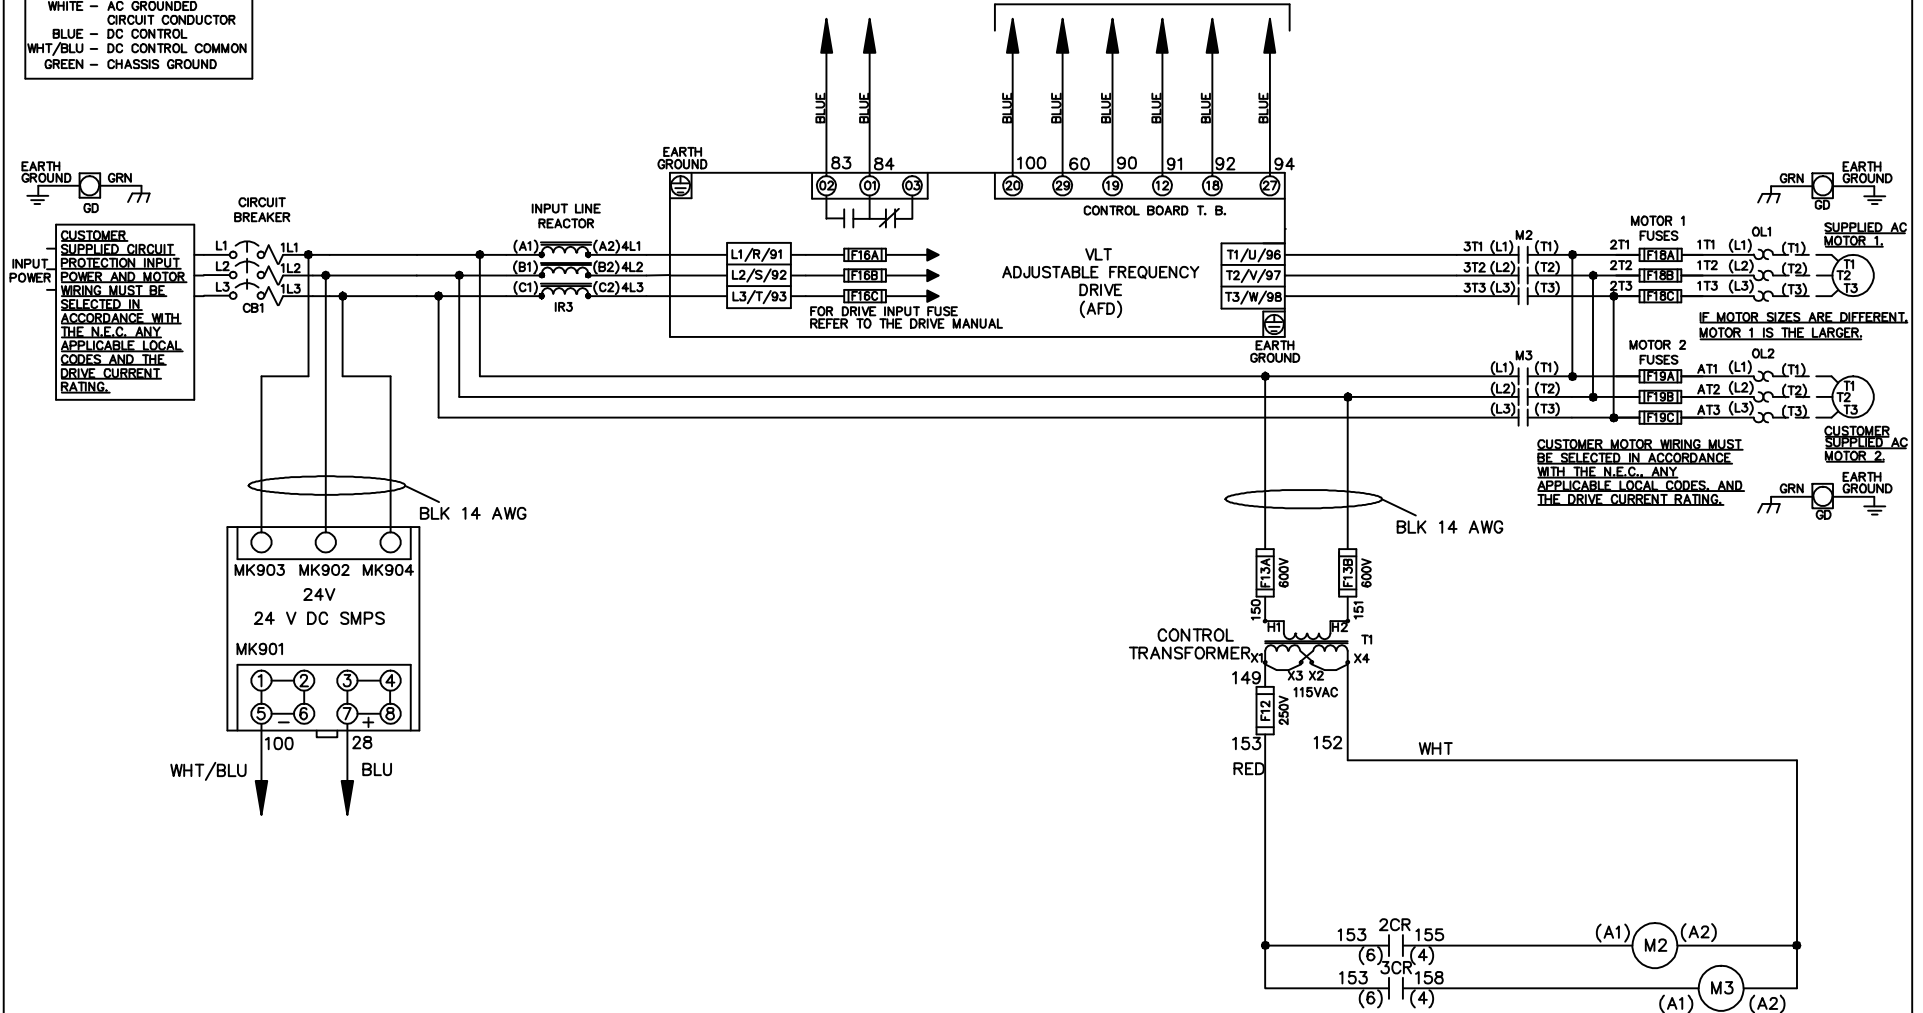 WHITE – AC GROUNDED
CIRCUIT CONDUCTOR
BLUE – DC CONTROL
WHT/BLU – DC CONTROL COMMON
GREEN – CHASSIS GROUND
BLUE
BLUE
BLUE
BLUE
BLUE
BLUE
BLUE
BLUE
83 84
100 60 90 91 92 94
EARTH
GROUND
02 01 03
20 29 19 12 18 27
CONTROL BOARD T. B.
EARTH
GROUND
GRN
GD
CIRCUIT
BREAKER
INPUT LINE
REACTOR
INPUT
POWER
CUSTOMER
SUPPLIED CIRCUIT
PROTECTION INPUT
POWER AND MOTOR
WIRING MUST BE
SELECTED IN
ACCORDANCE WITH
THE N.E.C. ANY
APPLICABLE LOCAL
CODES AND THE
DRIVE CURRENT
RATING.
L1 1L1
L2 1L2
L3 1L3
CB1
(A1) (A2) 4L1
(B1) (B2) 4L2
(C1) (C2) 4L3
IR3
L1/R/91 F16A
L2/S/92 F16B
L3/T/93 F16C
FOR DRIVE INPUT FUSE
REFER TO THE DRIVE MANUAL
VLT
ADJUSTABLE FREQUENCY
DRIVE
(AFD)
T1/U/96
T2/V/97
T3/W/98
EARTH
GROUND
M2
3T1 (L1) (T1)
3T2 (L2) (T2)
3T3 (L3) (T3)
MOTOR 1
FUSES
2T1 F18A 1T1 (L1) (T1)
2T2 F18B 1T2 (L2) (T2)
2T3 F18C 1T3 (L3) (T3)
OL1
GRN
GD
EARTH
GROUND
SUPPLIED AC
MOTOR 1.
T1
T2
T3
IF MOTOR SIZES ARE DIFFERENT,
MOTOR 1 IS THE LARGER.
M3
(L1) (T1)
(L2) (T2)
(L3) (T3)
MOTOR 2
FUSES
F19A AT1 (L1) (T1)
F19B AT2 (L2) (T2)
F19C AT3 (L3) (T3)
OL2
T1
T2
T3
CUSTOMER
SUPPLIED AC
MOTOR 2.
CUSTOMER MOTOR WIRING MUST
BE SELECTED IN ACCORDANCE
WITH THE N.E.C., ANY
APPLICABLE LOCAL CODES, AND
THE DRIVE CURRENT RATING.
GRN
GD
EARTH
GROUND
BLK 14 AWG
MK903 MK902 MK904
24V
24 V DC SMPS
MK901
1 2 3 4
5 – 6 7 + 8
100 28
WHT/BLU BLU
BLK 14 AWG
F13A 600V
F13B 600V
150 151
H1 H2
T1
CONTROL
TRANSFORMER
X1 X4
X3 X2
115VAC
149
F12 250V
153 152
RED
WHT
153 2CR 155
(6) (4)
(A1) M2 (A2)
153 3CR 158
(6) (4)
M3
(A1) (A2)